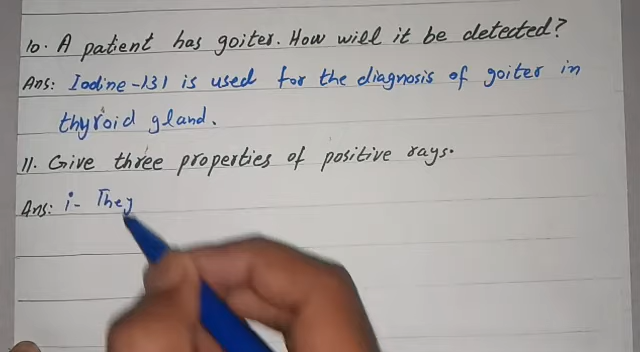 10. A patient has goiter. How will it be detected?
Ans: Iodine-131 is used for the diagnosis of goiter in
thyroid gland.
11. Give three properties of positive rays.
Ans: i- They